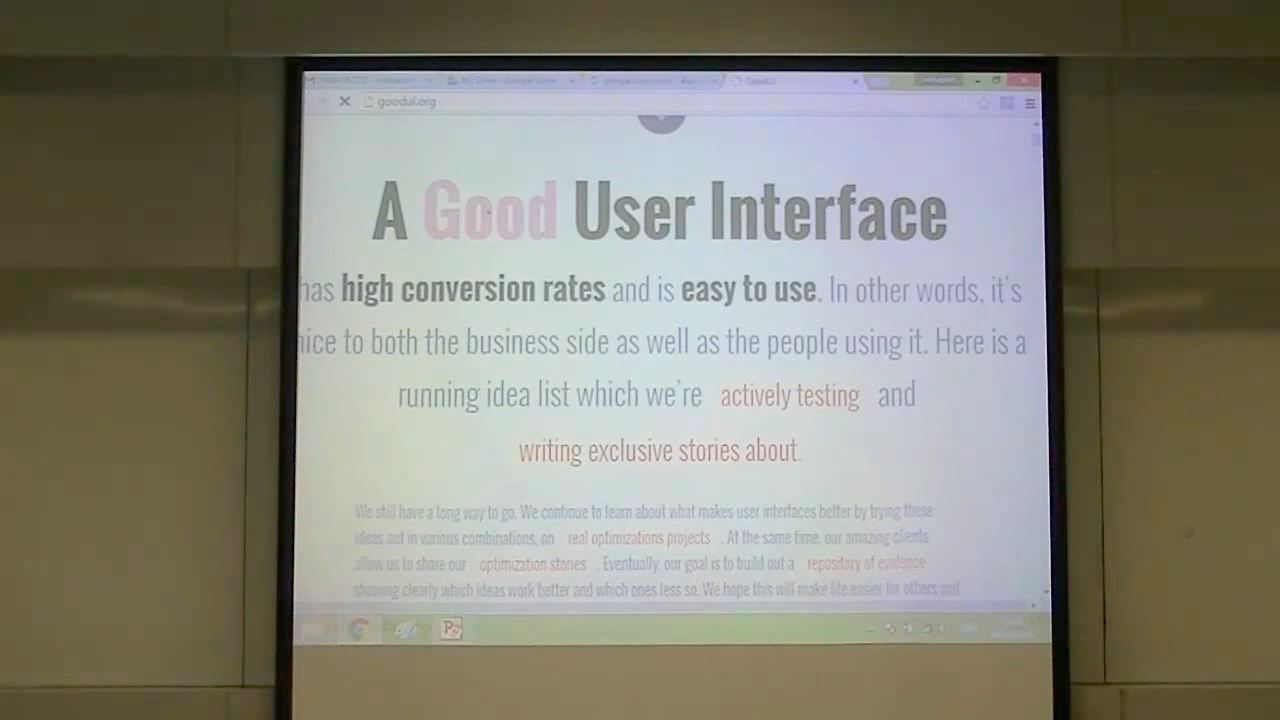 My Drive - Google Drive
GoodUI
goodui.org
A Good User Interface
has high conversion rates and is easy to use. In other words, it's
nice to both the business side as well as the people using it. Here is a
running idea list which we're actively testing and
writing exclusive stories about.
We still have a long way to go. We continue to learn about what makes user interfaces better by trying these
ideas out in various combinations, on real optimizations projects . At the same time, our amazing clients
allow us to share our optimization stories . Eventually, our goal is to build out a repository of evidence
showing clearly which ideas work better and which ones less so. We hope this will make life easier for others and